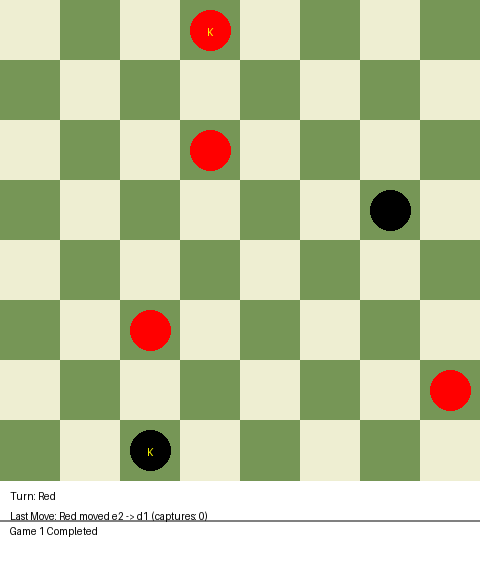 K
K
Turn: Red
Last Move: Red moved e2 -> d1 (captures: 0)
Game 1 Completed